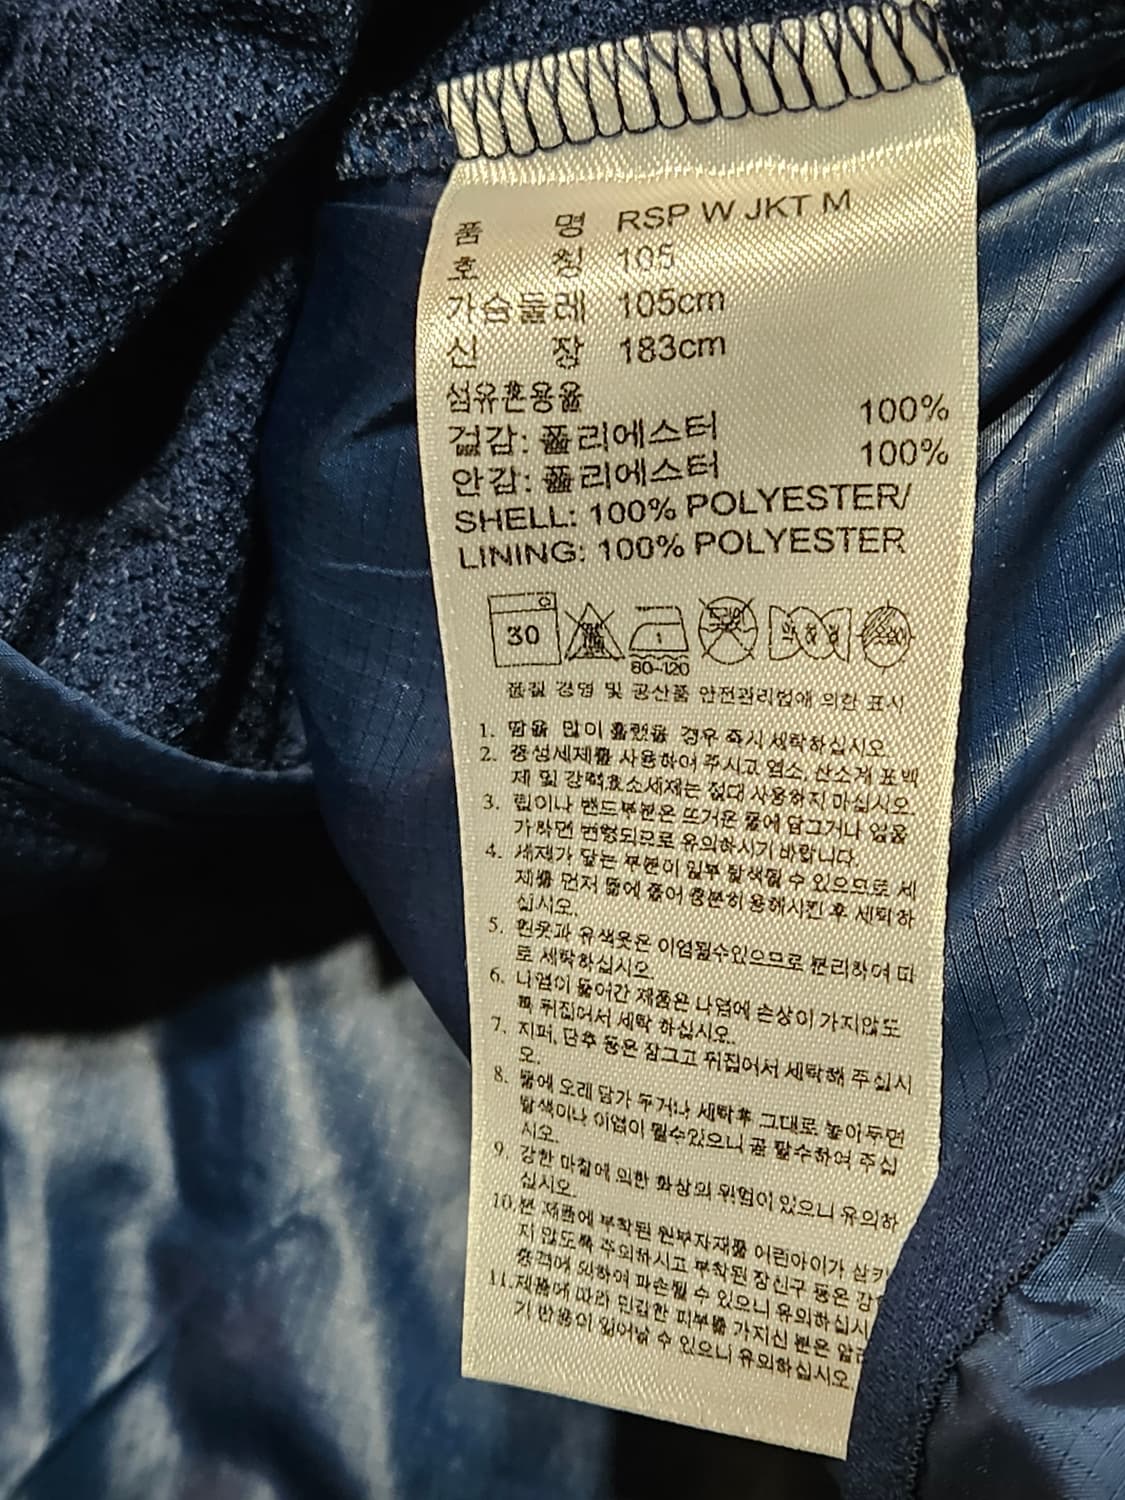 품 명 RSP W JKT M
호 칭 105
가슴둘레 105cm
신 장 183cm
섬유혼용율
겉감: 폴리에스터 100%
안감: 폴리에스터 100%
SHELL: 100% POLYESTER/
LINING: 100% POLYESTER
30
1
80~120
품질 경영 및 공산품 안전관리법에 의한 표시
1. 땀을 많이 흘렸을 경우 즉시 세탁하십시오.
2. 중성세제를 사용하여 주시고 염소, 산소계 표백
제 및 강력효소세제는 절대 사용하지 마십시오.
3. 립이나 밴드부분은 뜨거운 물에 담그거나 힘을
가하면 변형되므로 유의하시기 바랍니다.
4. 세제가 닿는 부분이 일부 탈색될 수 있으므로 세
제를 먼저 물에 풀어 충분히 용해시킨 후 세탁하
십시오.
5. 흰옷과 유색옷은 이염될수있으므로 분리하여 따
로 세탁하십시오.
6. 나염이 들어간 제품은 나염에 손상이 가지않도
록 뒤집어서 세탁 하십시오.
7. 지퍼, 단추 등은 잠그고 뒤집어서 세탁해 주십시
오.
8. 물에 오래 담가 두거나 세탁후 그대로 놓아두면
탈색이나 이염이 될수있으니 곧 탈수하여 주십
시오.
9. 강한 마찰에 의한 화상의 위험이 있으니 유의하
십시오.
10.본 제품에 부착된 원부자재를 어린아이가 삼키
지 않도록 주의하시고 부착된 장신구 등은 강
충격에 의하여 파손될 수 있으니 유의하십시
11.제품에 따라 민감한 피부를 가지신 분은 알러
기 반응이 일어날 수 있으니 유의하십시오.